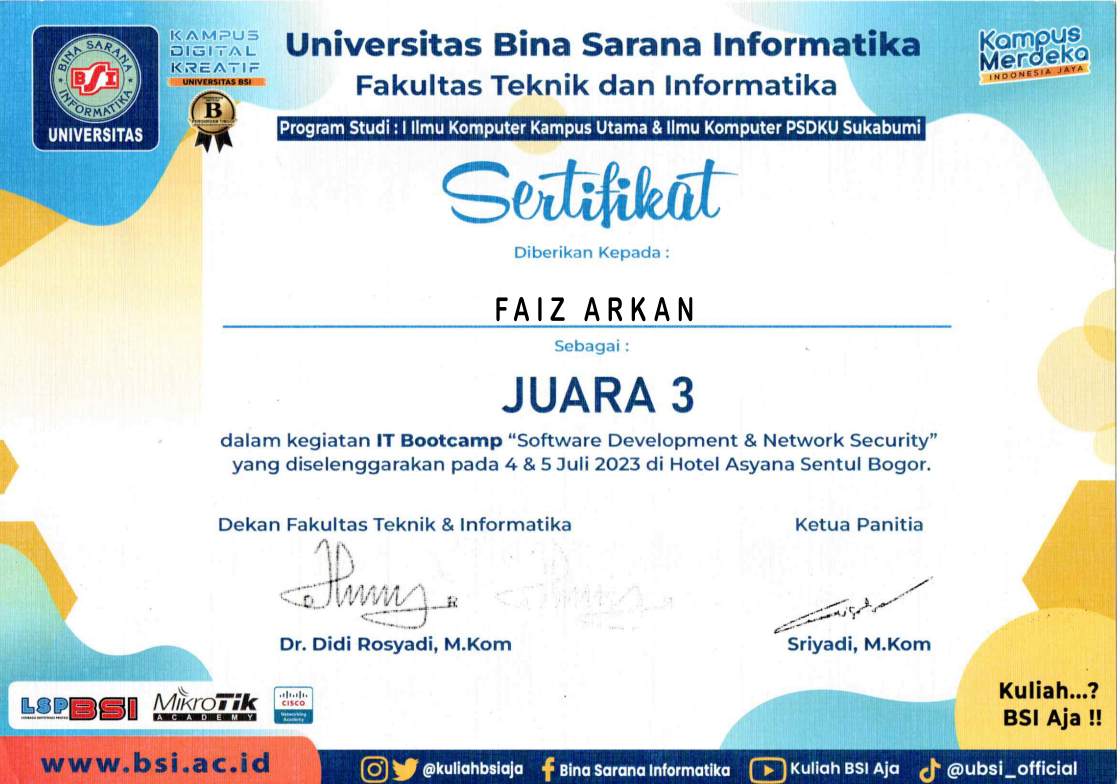 BINA SARANA
BSI
INFORMATIKA
UNIVERSITAS
KAMPUS
DIGITAL
KREATIF
UNIVERSITAS BSI
B
Universitas Bina Sarana Informatika
Fakultas Teknik dan Informatika
Program Studi : I Ilmu Komputer Kampus Utama & Ilmu Komputer PSDKU Sukabumi
Kampus
Merdeka
INDONESIA JAYA
Sertifikat
Diberikan Kepada :
FAIZ ARKAN
Sebagai :
JUARA 3
dalam kegiatan IT Bootcamp “Software Development & Network Security”
yang diselenggarakan pada 4 & 5 Juli 2023 di Hotel Asyana Sentul Bogor.
Dekan Fakultas Teknik & Informatika
Ketua Panitia
Dr. Didi Rosyadi, M.Kom
Sriyadi, M.Kom
LSP BSI
MikroTik
ACADEMY
CISCO
Networking
Academy
Kuliah...?
BSI Aja !!
www.bsi.ac.id
@kuliahbsiaja
Bina Sarana Informatika
Kuliah BSI Aja
@ubsi_official